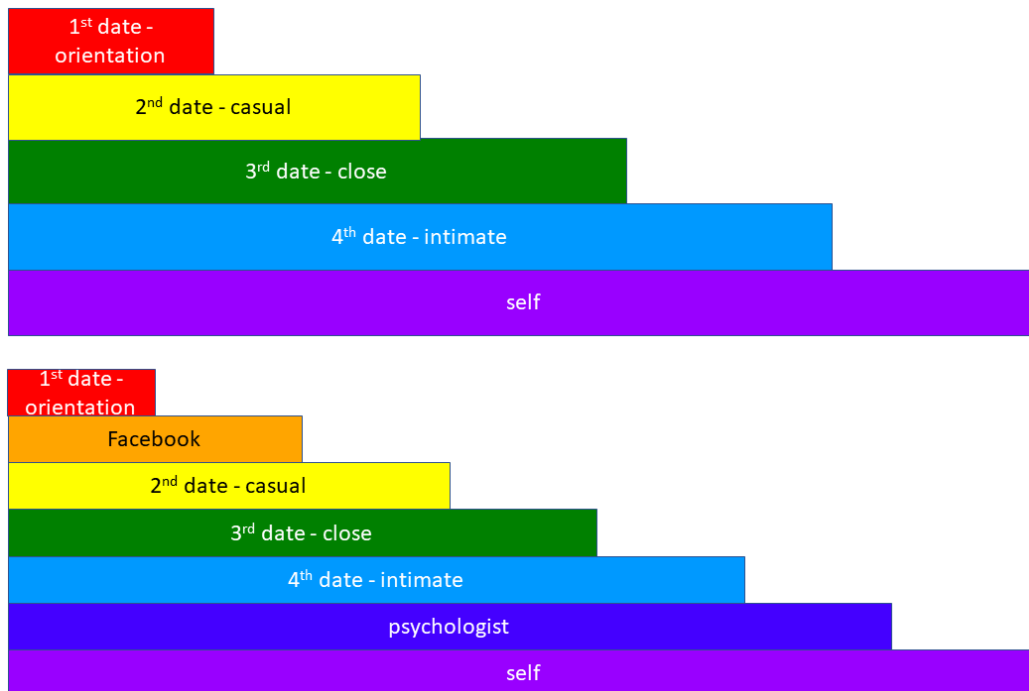 1st date -
orientation
2nd date - casual
3rd date - close
4th date - intimate
self
1st date -
orientation
Facebook
2nd date - casual
3rd date - close
4th date - intimate
psychologist
self